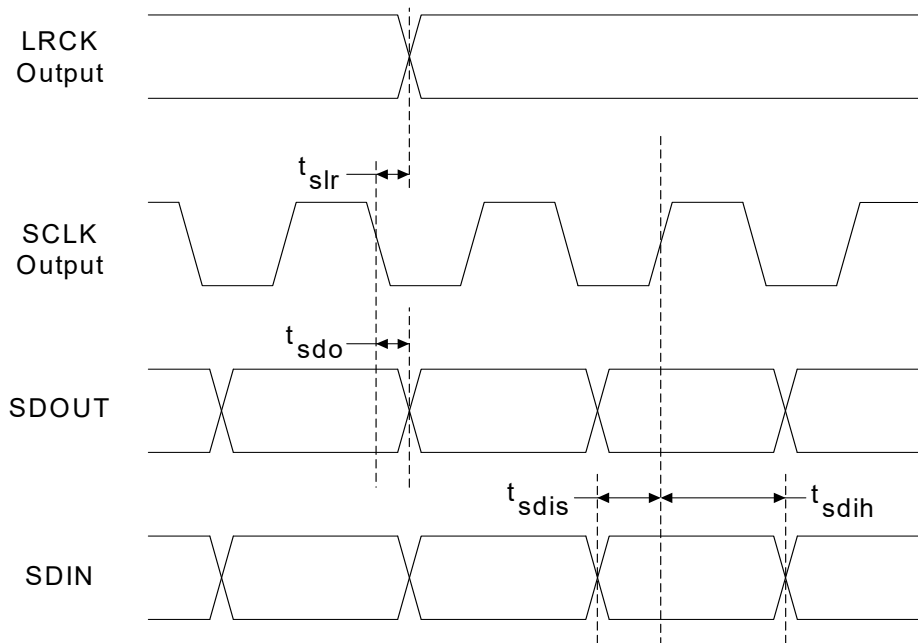 LRCK
Output
t slr
SCLK
Output
t sdo
SDOUT
t sdis
t sdih
SDIN